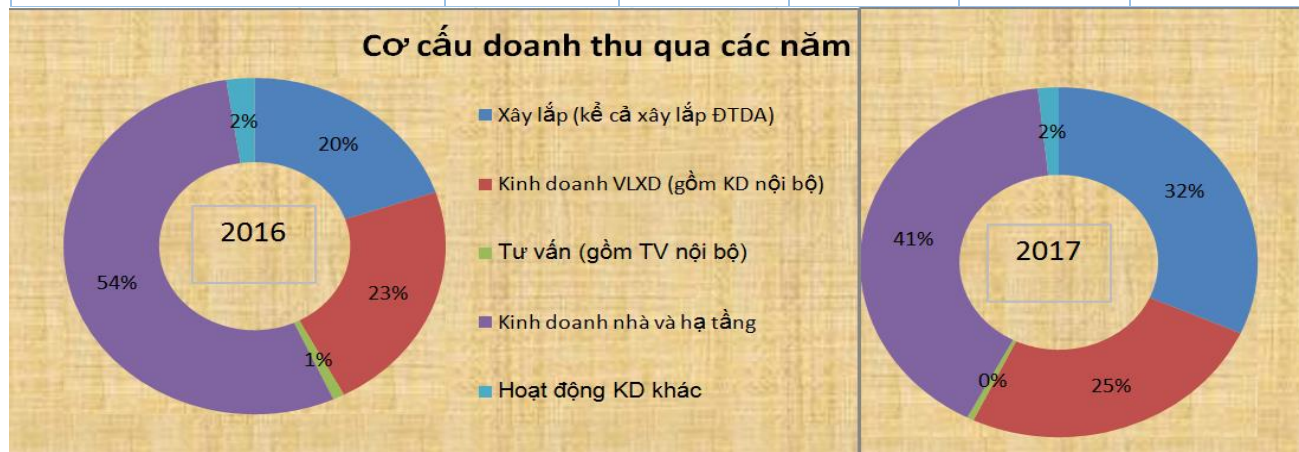 Cơ cấu doanh thu qua các năm
2%
20%
2016
54%
23%
1%
Xây lắp (kể cả xây lắp ĐTDA)
Kinh doanh VLXD (gồm KD nội bộ)
Tư vấn (gồm TV nội bộ)
Kinh doanh nhà và hạ tầng
Hoạt động KD khác
2%
32%
41%
2017
0%
25%